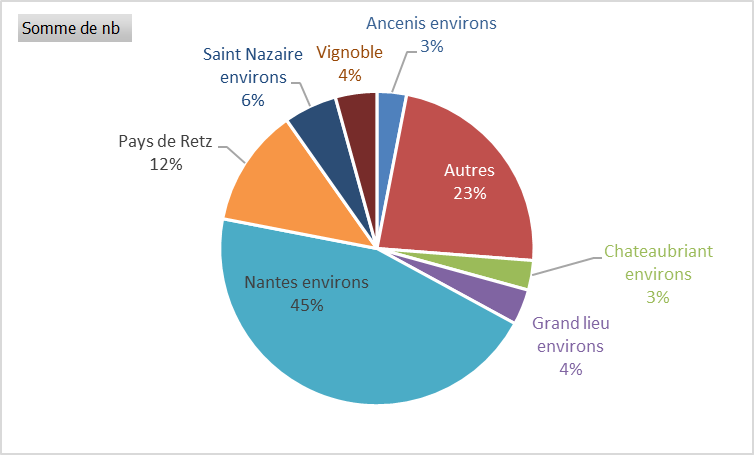 Somme de nb
Ancenis environs
3%
Autres
23%
Chateaubriant
environs
3%
Grand lieu
environs
4%
Nantes environs
45%
Pays de Retz
12%
Saint Nazaire
environs
6%
Vignoble
4%